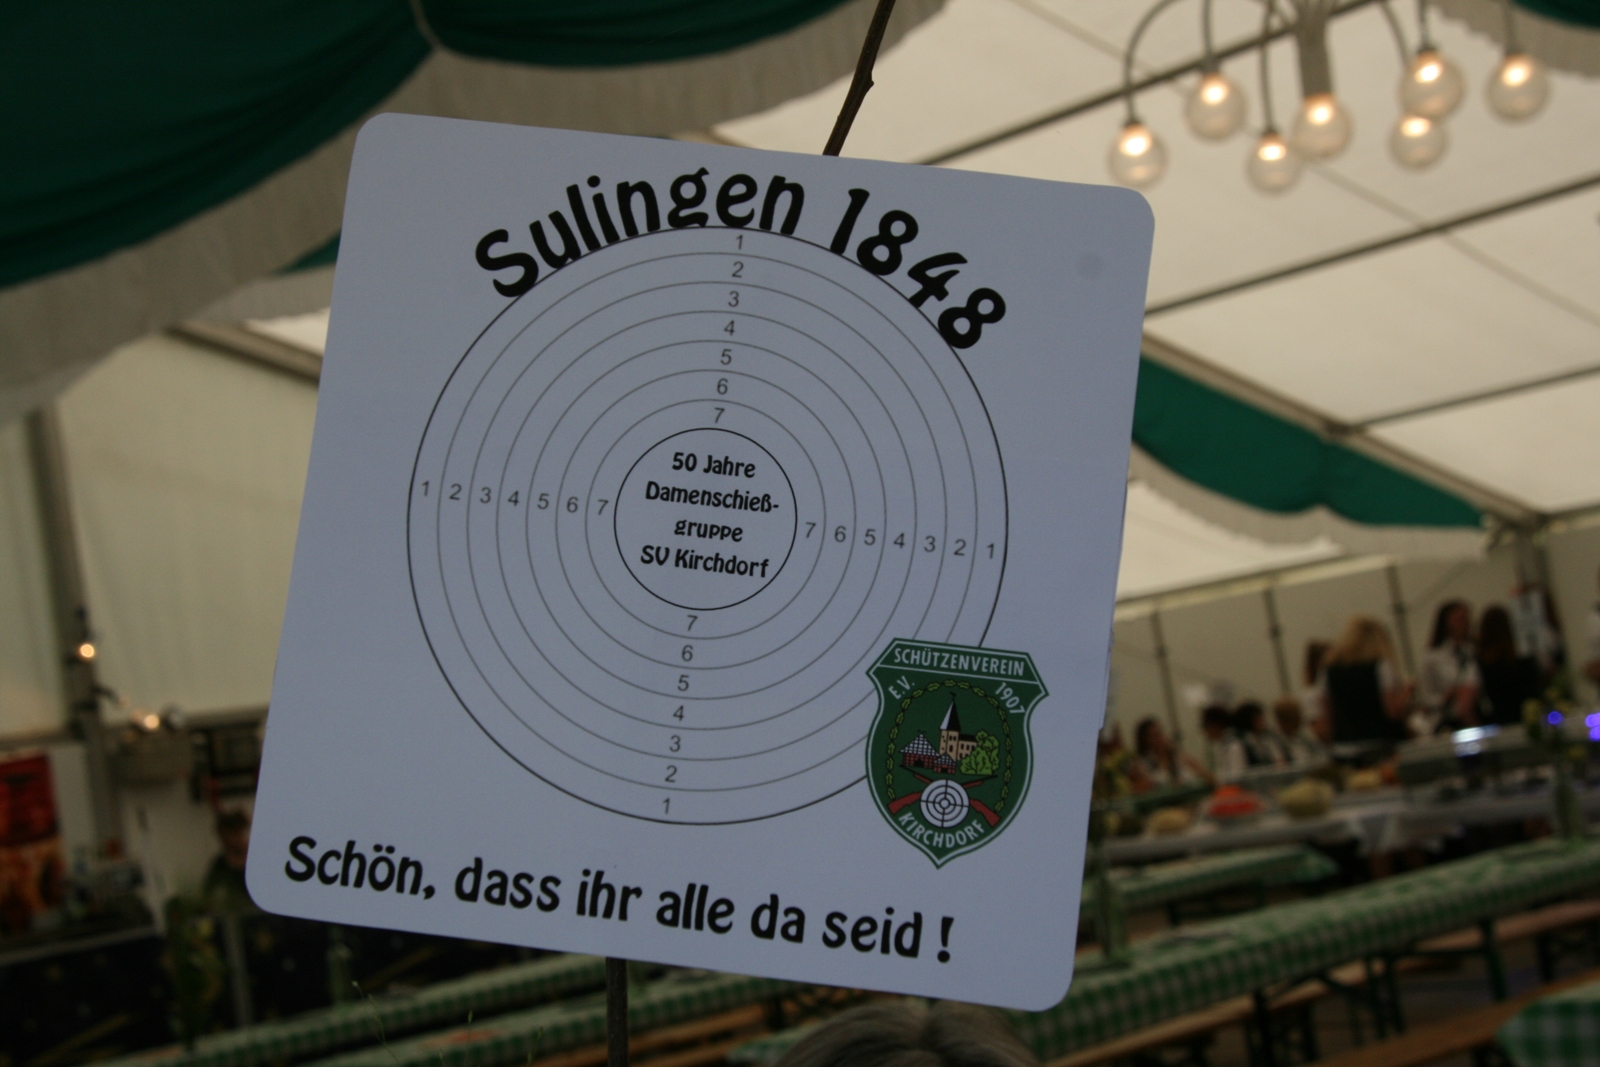 Sulingen 1848
1
2
3
4
5
6
7
50 Jahre
Damenschieß-
gruppe
SV Kirchdorf
1 2 3 4 5 6 7
7 6 5 4 3 2 1
7
6
5
4
3
2
1
SCHÜTZENVEREIN
E.V. 1907
KIRCHDORF
Schön, dass ihr alle da seid !